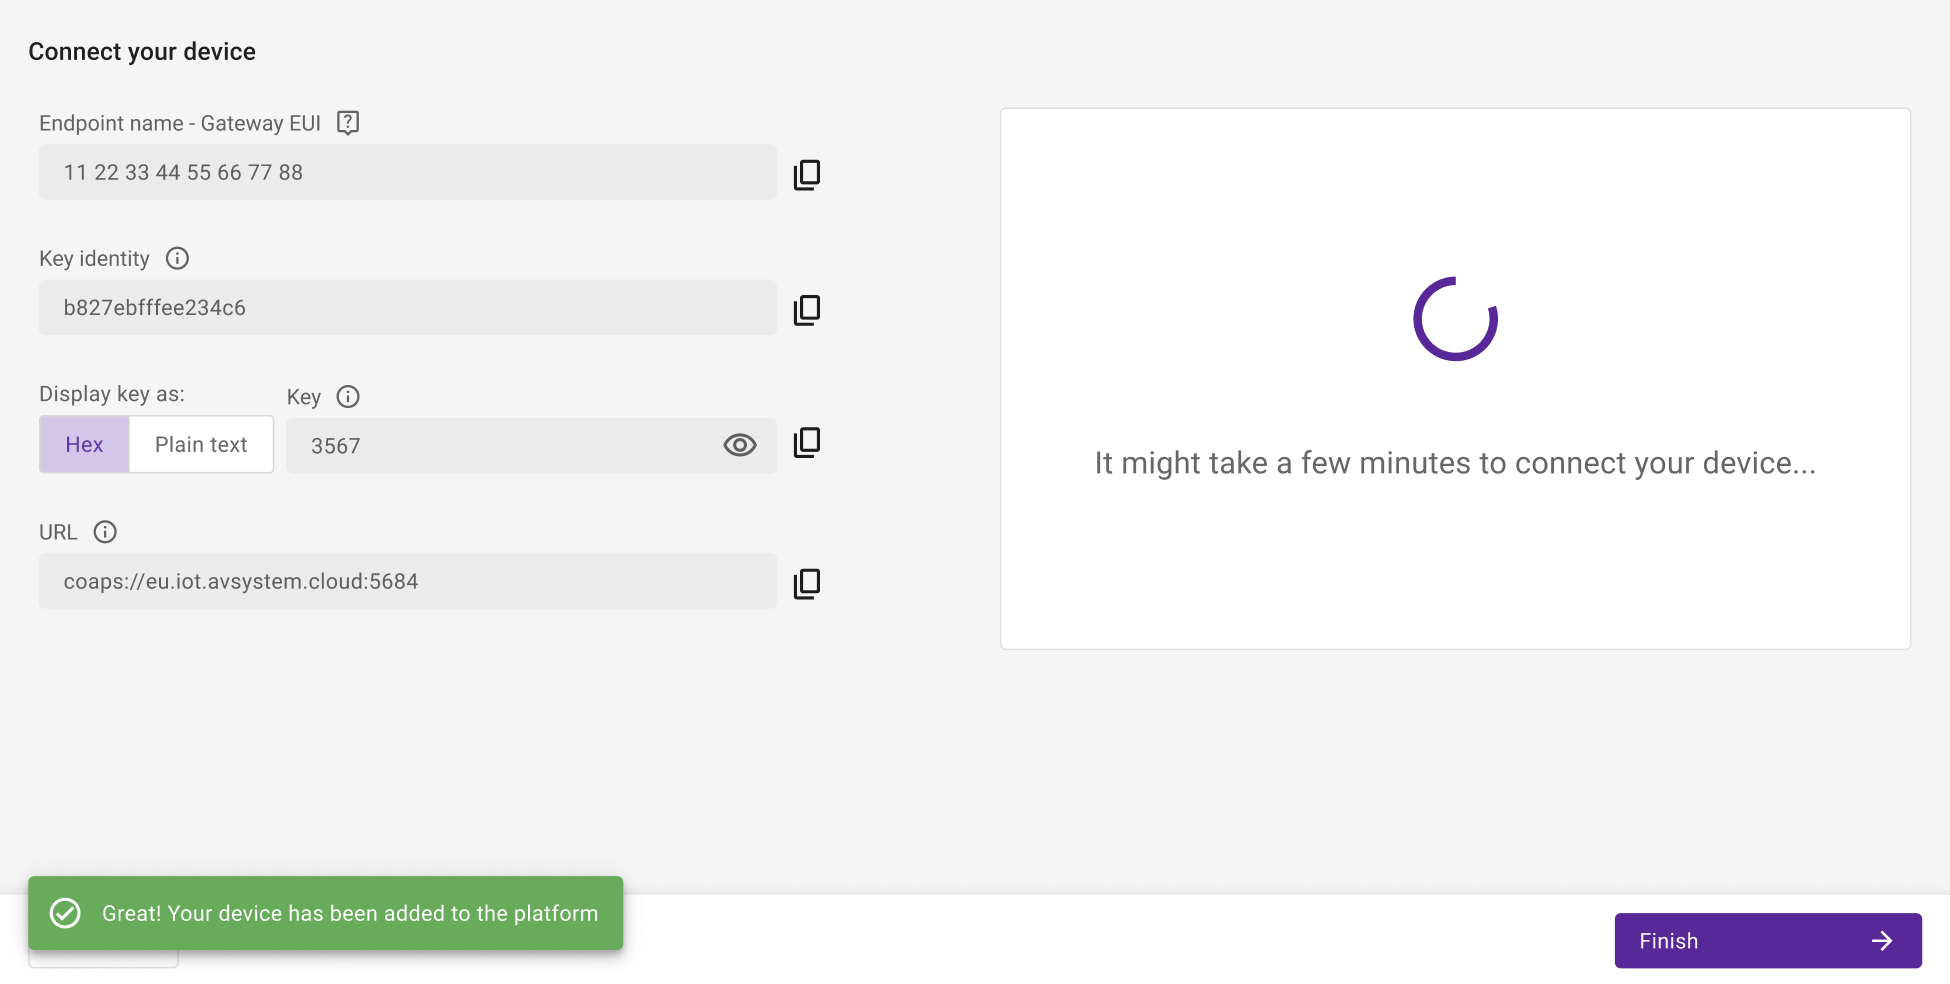 Connect your device
Endpoint name - Gateway EUI
11 22 33 44 55 66 77 88
Key identity
b827ebfffee234c6
Display key as:
Key
Hex
Plain text
3567
URL
coaps://eu.iot.avsystem.cloud:5684
It might take a few minutes to connect your device...
Great! Your device has been added to the platform
Finish